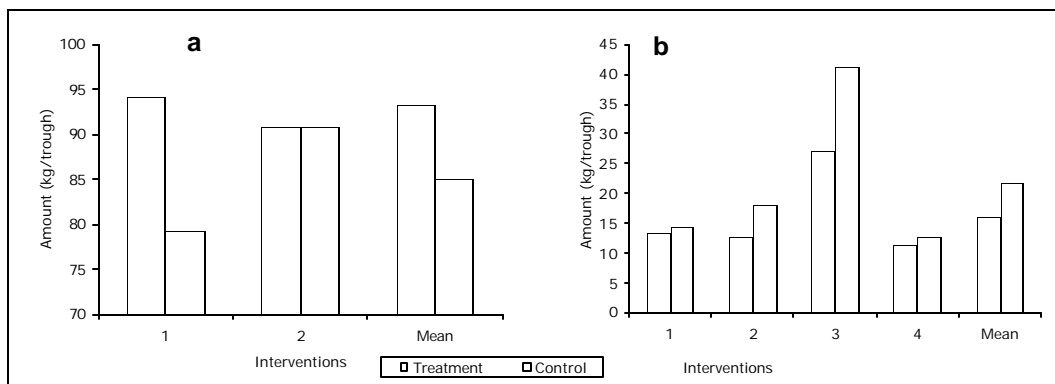 a
Amount (kg/trough)
100
95
90
85
80
75
70
1 2 Mean
Interventions
b
Amount (kg/trough)
45
40
35
30
25
20
15
10
5
0
1 2 3 4 Mean
Interventions
Treatment Control